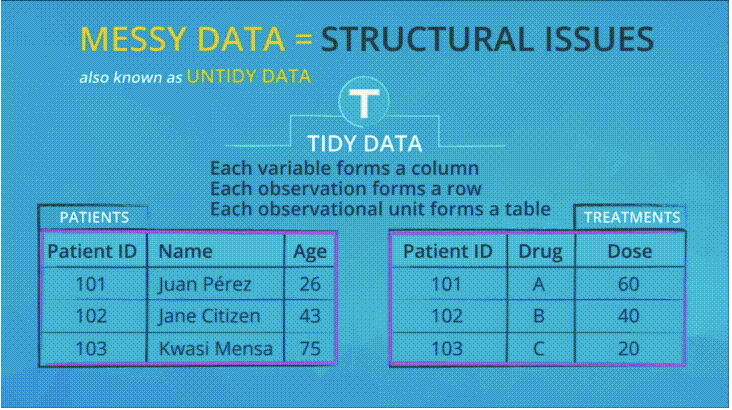 MESSY DATA = STRUCTURAL ISSUES
also known as UNTIDY DATA
T
TIDY DATA
Each variable forms a column
Each observation forms a row
Each observational unit forms a table
PATIENTS
Patient ID Name Age
101 Juan Pérez 26
102 Jane Citizen 43
103 Kwasi Mensa 75
TREATMENTS
Patient ID Drug Dose
101 A 60
102 B 40
103 C 20